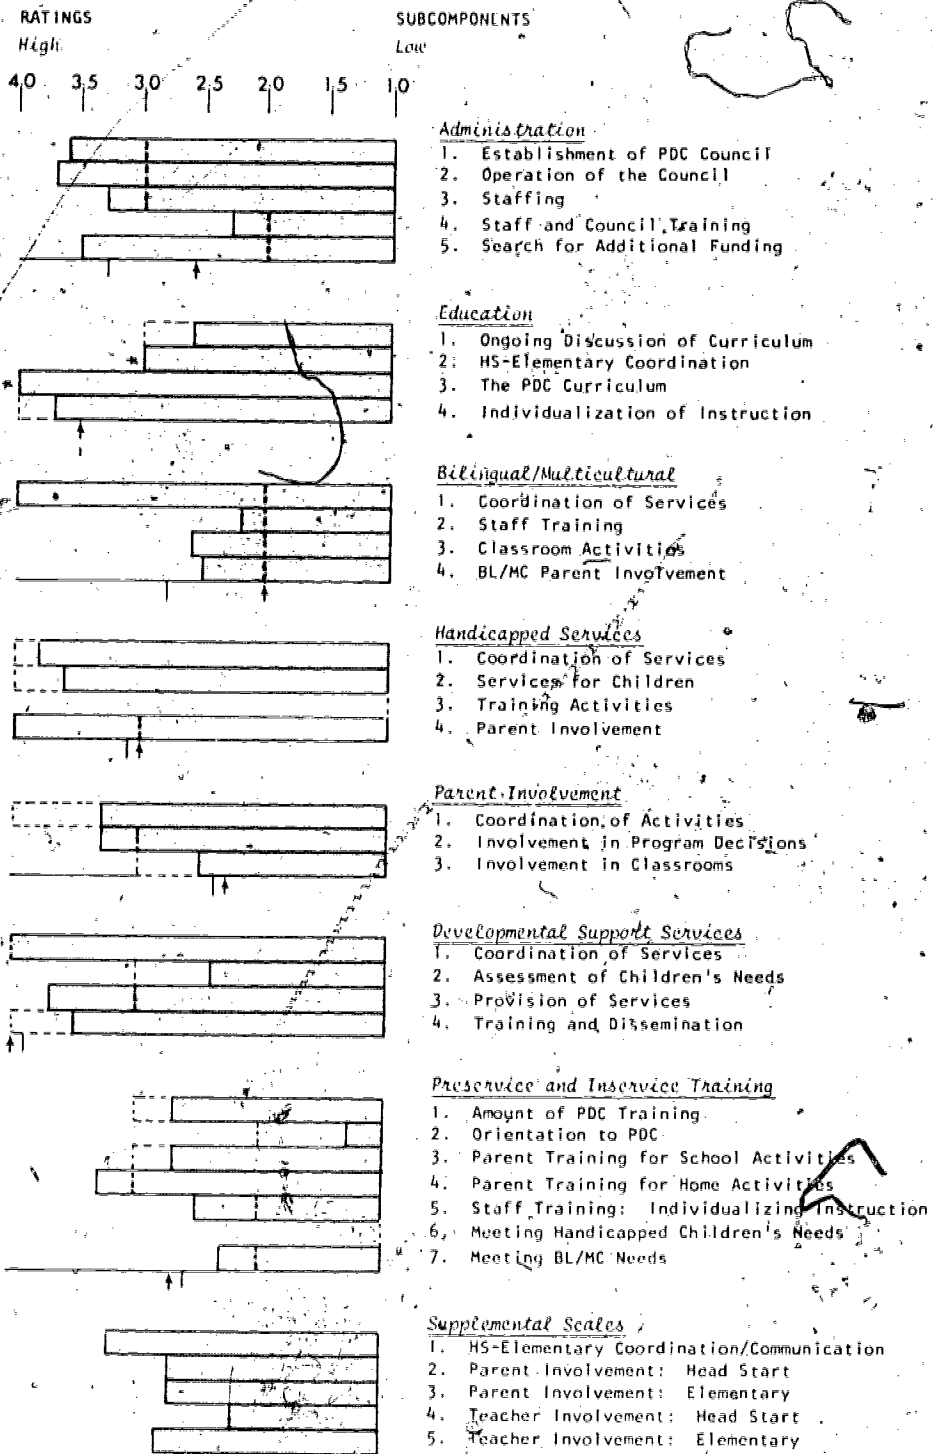 RATINGS SUBCOMPONENTS
High Low
4.0 3.5 3.0 2.5 2.0 1.5 1.0
Administration
1. Establishment of PDC Council
2. Operation of the Council
3. Staffing
4. Staff and Council Training
5. Search for Additional Funding
Education
1. Ongoing Discussion of Curriculum
2. HS-Elementary Coordination
3. The PDC Curriculum
4. Individualization of Instruction
Bilingual/Multicultural
1. Coordination of Services
2. Staff Training
3. Classroom Activities
4. BL/MC Parent Involvement
Handicapped Services
1. Coordination of Services
2. Services for Children
3. Training Activities
4. Parent Involvement
Parent Involvement
1. Coordination of Activities
2. Involvement in Program Decisions
3. Involvement in Classrooms
Developmental Support Services
1. Coordination of Services
2. Assessment of Children's Needs
3. Provision of Services
4. Training and Dissemination
Preservice and Inservice Training
1. Amount of PDC Training
2. Orientation to PDC
3. Parent Training for School Activities
4. Parent Training for Home Activities
5. Staff Training: Individualizing Instruction
6. Meeting Handicapped Children's Needs
7. Meeting BL/MC Needs
Supplemental Scales
1. HS-Elementary Coordination/Communication
2. Parent Involvement: Head Start
3. Parent Involvement: Elementary
4. Teacher Involvement: Head Start
5. Teacher Involvement: Elementary